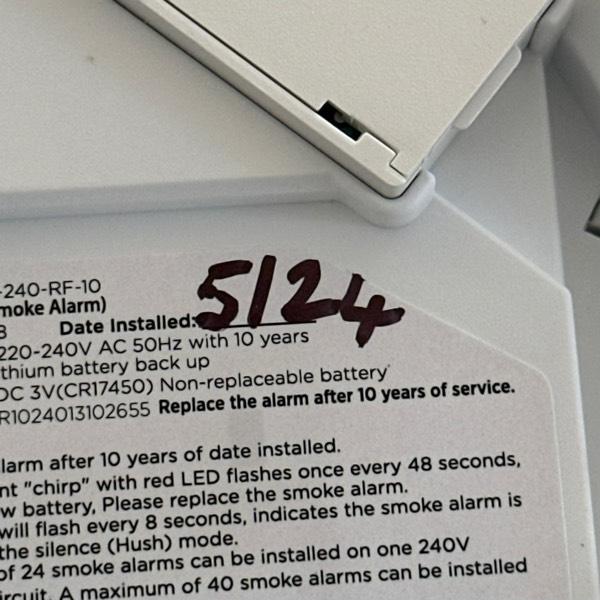 -240-RF-10
moke Alarm)
8 Date Installed: 5/24
220-240V AC 50Hz with 10 years
thium battery back up
DC 3V(CR17450) Non-replaceable battery
R1024013102655 Replace the alarm after 10 years of service.
larm after 10 years of date installed.
nt "chirp" with red LED flashes once every 48 seconds,
w battery, Please replace the smoke alarm.
will flash every 8 seconds, indicates the smoke alarm is
the silence (Hush) mode.
of 24 smoke alarms can be installed on one 240V
ircuit. A maximum of 40 smoke alarms can be installed